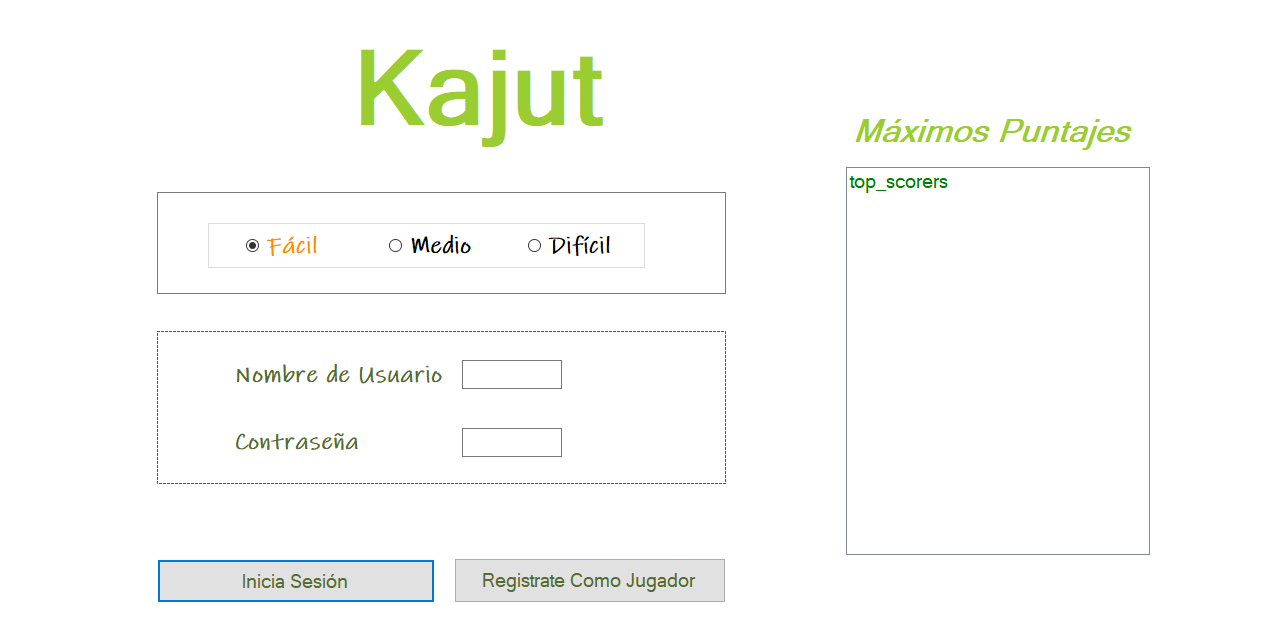 Kajut
Fácil Medio Difícil
Nombre de Usuario
Contraseña
Inicia Sesión
Registrate Como Jugador
Máximos Puntajes
top_scorers